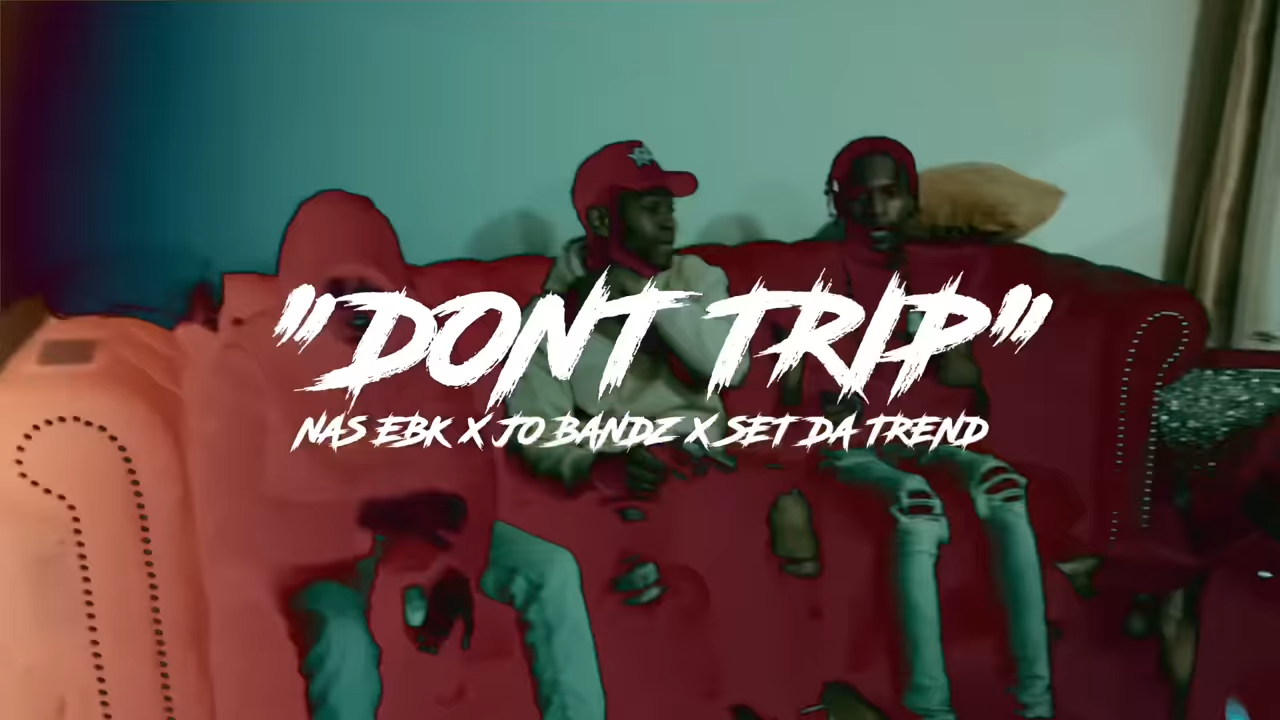 "DONT TRIP"
NAS EBK X JO BANDZ X SET DA TREND